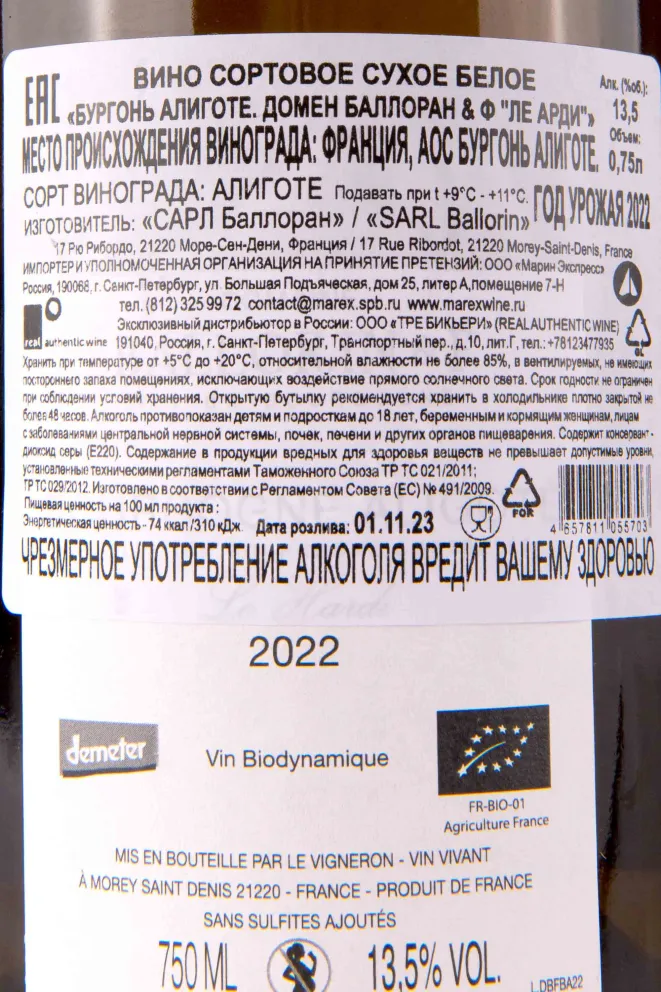 ВИНО СОРТОВОЕ СУХОЕ БЕЛОЕ
Алк. (%об.):
EAC
«БУРГОНЬ АЛИГОТЕ. ДОМЕН БАЛЛОРАН & Ф "ЛЕ АРДИ"»
13,5
МЕСТО ПРОИСХОЖДЕНИЯ ВИНОГРАДА: ФРАНЦИЯ, АОС БУРГОНЬ АЛИГОТЕ.
Объем:
0,75л
СОРТ ВИНОГРАДА: АЛИГОТЕ Подавать при t +9°С - +11°С. ГОД УРОЖАЯ 2022
ИЗГОТОВИТЕЛЬ: «САРЛ Баллоран» / «SARL Ballorin»
17 Рю Рибордо, 21220 Море-Сен-Дени, Франция / 17 Rue Ribordot, 21220 Morey-Saint-Denis, France
ИМПОРТЕР И УПОЛНОМОЧЕННАЯ ОРГАНИЗАЦИЯ НА ПРИНЯТИЕ ПРЕТЕНЗИЙ: ООО «Марин Экспресс»
Россия, 190068, г. Санкт-Петербург, ул. Большая Подъяческая, дом 25, литер А, помещение 7-Н
тел. (812) 325 99 72 contact@marex.spb.ru www.marexwine.ru
Эксклюзивный дистрибьютор в России: ООО «ТРЕ БИКЬЕРИ» (REAL AUTHENTIC WINE)
real authentic wine
191040, Россия, г. Санкт-Петербург, Транспортный пер., д.10, лит.Г, тел.: +78123477935
GL
Хранить при температуре от +5°С до +20°С, относительной влажности не более 85%, в вентилируемых, не имеющих
постороннего запаха помещениях, исключающих воздействие прямого солнечного света. Срок годности не ограничен
при соблюдении условий хранения. Открытую бутылку рекомендуется хранить в холодильнике плотно закрытой не
более 48 часов. Алкоголь противопоказан детям и подросткам до 18 лет, беременным и кормящим женщинам, лицам
с заболеваниями центральной нервной системы, почек, печени и других органов пищеварения. Содержит консервант -
диоксид серы (Е220). Содержание в продукции вредных для здоровья веществ не превышает допустимые уровни,
установленные техническими регламентами Таможенного Союза ТР ТС 021/2011;
ТР ТС 029/2012. Изготовлено в соответствии с Регламентом Совета (ЕС) № 491/2009.
Пищевая ценность на 100 мл продукта :
Энергетическая ценность - 74 ккал /310 кДж. Дата розлива: 01.11.23
FOR
4 657811 055703
ЧРЕЗМЕРНОЕ УПОТРЕБЛЕНИЕ АЛКОГОЛЯ ВРЕДИТ ВАШЕМУ ЗДОРОВЬЮ
2022
demeter
Vin Biodynamique
FR-BIO-01
Agriculture France
MIS EN BOUTEILLE PAR LE VIGNERON - VIN VIVANT
À MOREY SAINT DENIS 21220 - FRANCE - PRODUIT DE FRANCE
SANS SULFITES AJOUTÉS
750 ML
13,5% VOL.
L.DBFBA22